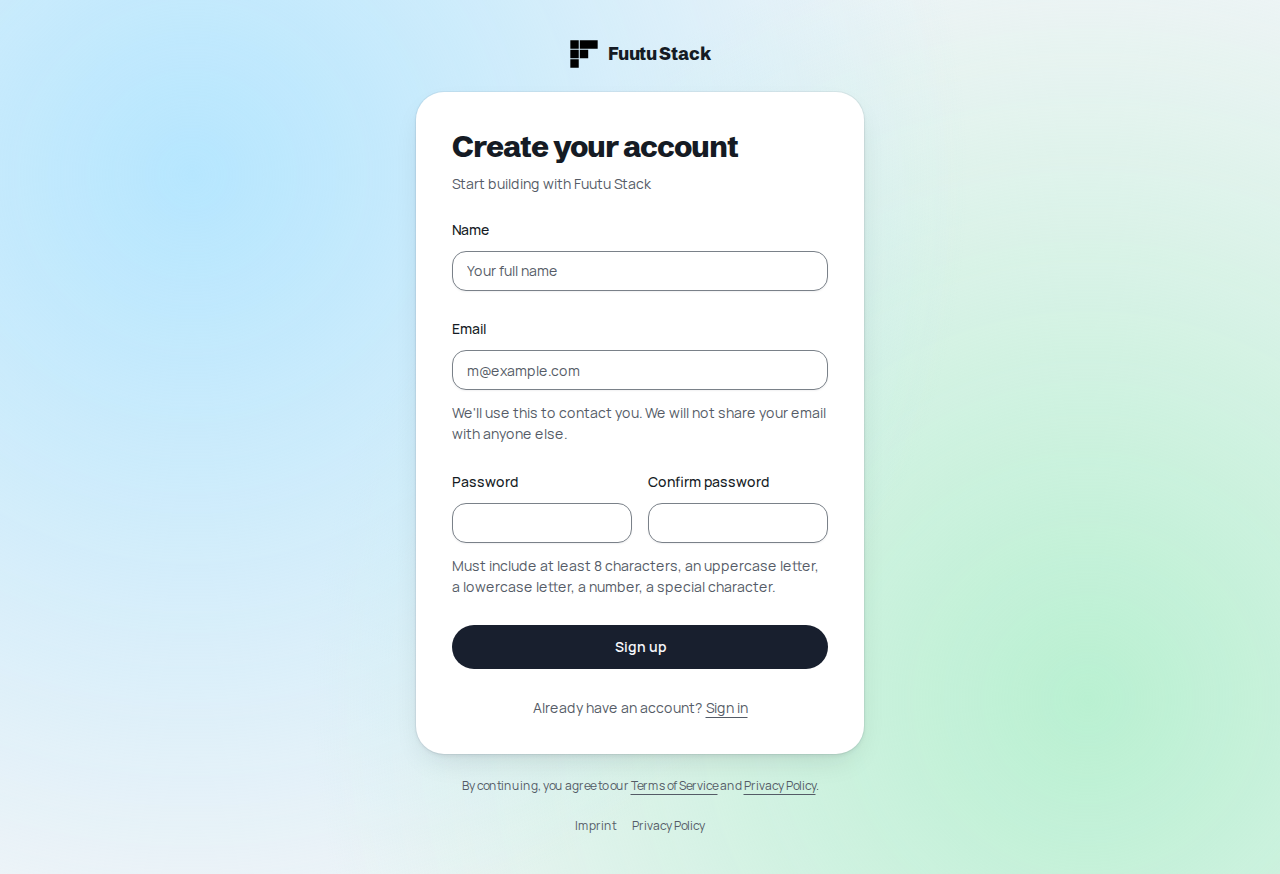 Fuutu Stack
Create your account
Start building with Fuutu Stack
Name
Your full name
Email
m@example.com
We'll use this to contact you. We will not share your email
with anyone else.
Password Confirm password
Must include at least 8 characters, an uppercase letter,
a lowercase letter, a number, a special character.
Sign up
Already have an account? Sign in
By continuing, you agree to our Terms of Service and Privacy Policy.
Imprint Privacy Policy